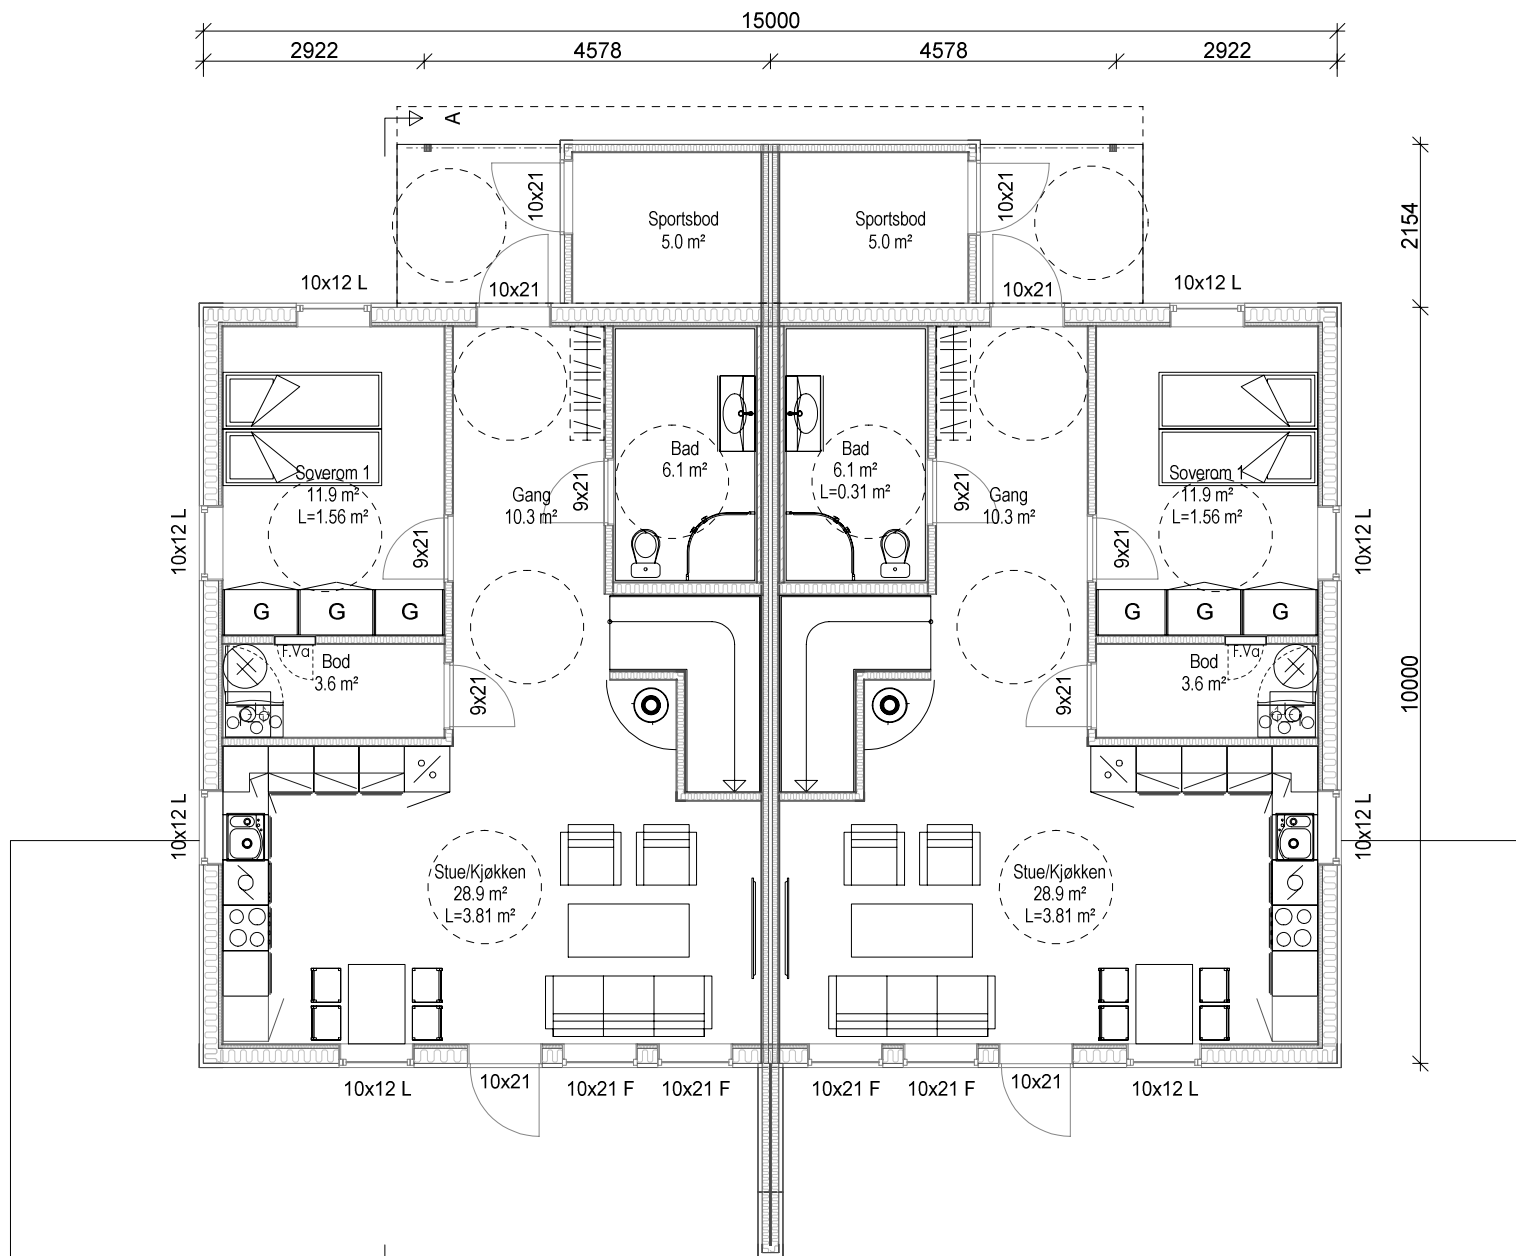 15000
2922
4578
4578
2922
A
2154
10x21
10x21
Sportsbod
5.0 m²
Sportsbod
5.0 m²
10x12 L
10x21
10x21
10x12 L
Bad
6.1 m²
Bad
6.1 m²
L=0.31 m²
Soverom 1
11.9 m²
L=1.56 m²
Gang
10.3 m²
9x21
9x21
Gang
10.3 m²
Soverom 1
11.9 m²
L=1.56 m²
10x12 L
9x21
9x21
10x12 L
G
G
G
G
G
G
F.Va
Bod
3.6 m²
9x21
9x21
Bod
3.6 m²
F.Va
10000
10x12 L
10x12 L
Stue/Kjøkken
28.9 m²
L=3.81 m²
Stue/Kjøkken
28.9 m²
L=3.81 m²
10x12 L
10x21
10x21 F
10x21 F
10x21 F
10x21 F
10x21
10x12 L